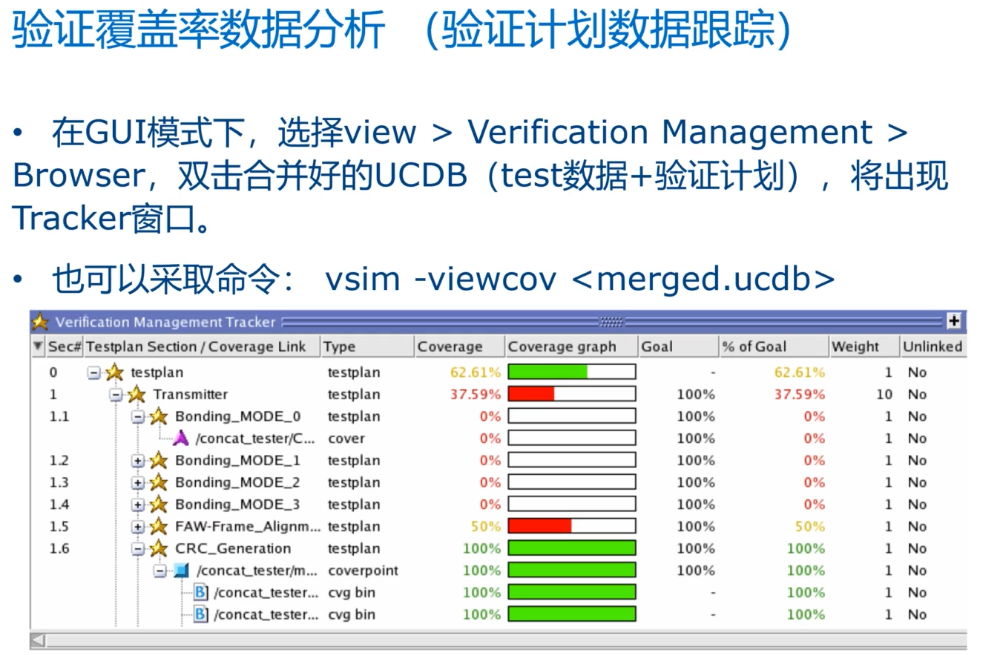 验证覆盖率数据分析 （验证计划数据跟踪）
• 在GUI模式下，选择view > Verification Management >
Browser，双击合并好的UCDB（test数据+验证计划），将出现
Tracker窗口。
• 也可以采取命令： vsim -viewcov <merged.ucdb>
Verification Management Tracker
Sec# Testplan Section / Coverage Link Type Coverage Coverage graph Goal % of Goal Weight Unlinked
0 testplan testplan 62.61% - 62.61% 1 No
1 Transmitter testplan 37.59% 100% 37.59% 10 No
1.1 Bonding_MODE_0 testplan 0% 100% 0% 1 No
/concat_tester/C... cover 0% 100% 0% 1 No
1.2 Bonding_MODE_1 testplan 0% 100% 0% 1 No
1.3 Bonding_MODE_2 testplan 0% 100% 0% 1 No
1.4 Bonding_MODE_3 testplan 0% 100% 0% 1 No
1.5 FAW-Frame_Alignm... testplan 50% 100% 50% 1 No
1.6 CRC_Generation testplan 100% 100% 100% 1 No
/concat_tester/m... coverpoint 100% 100% 100% 1 No
B /concat_tester... cvg bin 100% - 100% 1 No
B /concat_tester... cvg bin 100% - 100% 1 No